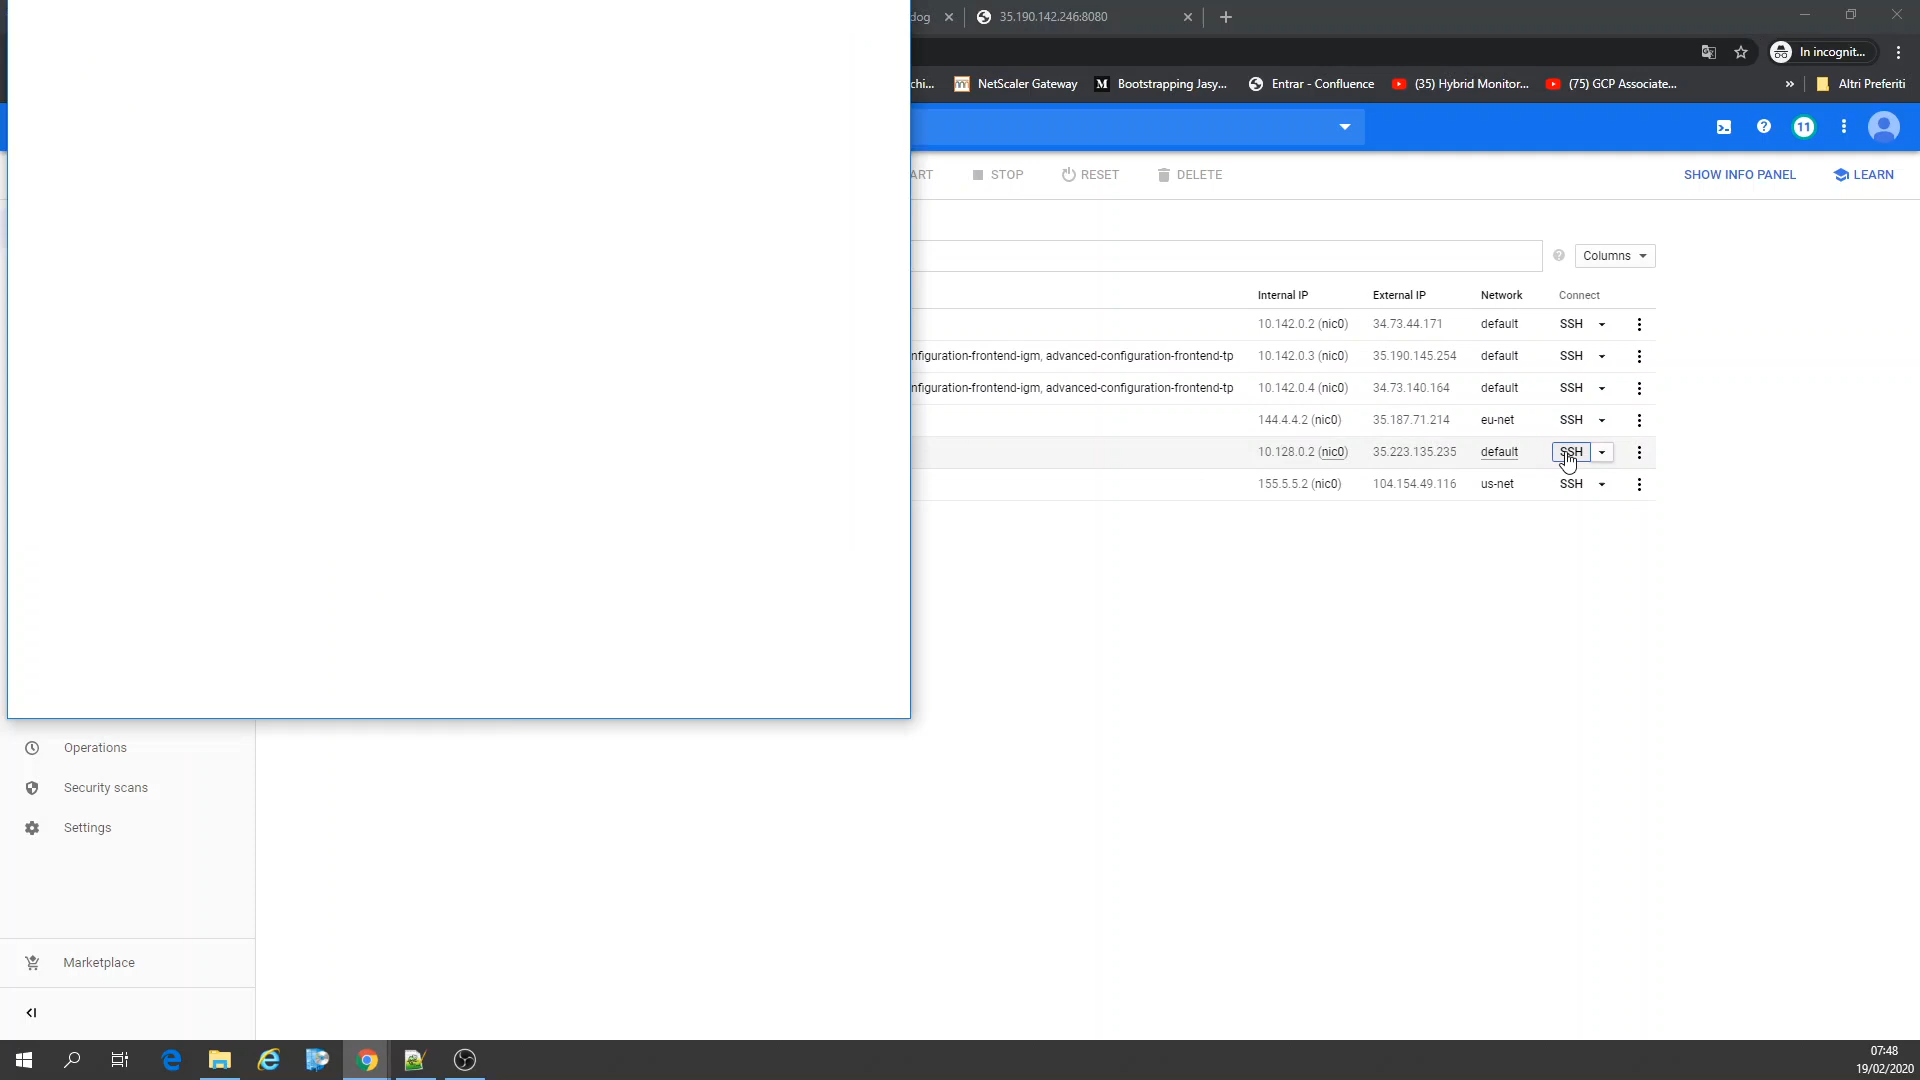 dog
35.190.142.246:8080
In incognit...
chi...
NetScaler Gateway
Bootstrapping Jasy...
Entrar - Confluence
(35) Hybrid Monitor...
(75) GCP Associate...
»
Altri Preferiti
11
ART
STOP
RESET
DELETE
SHOW INFO PANEL
LEARN
Columns
Internal IP External IP Network Connect
10.142.0.2 (nic0) 34.73.44.171 default SSH
nfiguration-frontend-igm, advanced-configuration-frontend-tp 10.142.0.3 (nic0) 35.190.145.254 default SSH
nfiguration-frontend-igm, advanced-configuration-frontend-tp 10.142.0.4 (nic0) 34.73.140.164 default SSH
144.4.4.2 (nic0) 35.187.71.214 eu-net SSH
10.128.0.2 (nic0) 35.223.135.235 default SSH
155.5.5.2 (nic0) 104.154.49.116 us-net SSH
Operations
Security scans
Settings
Marketplace
07:48
19/02/2020